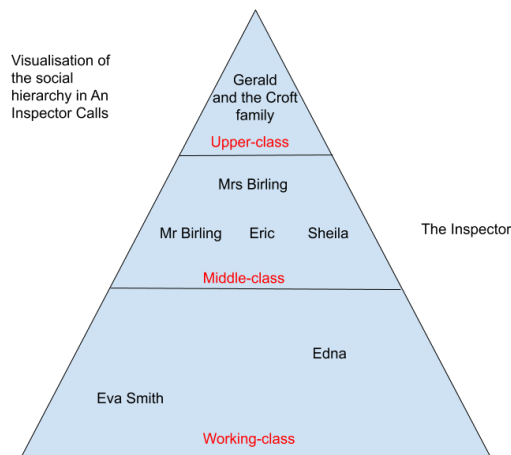 Visualisation of
the social
hierarchy in An
Inspector Calls
Gerald
and the Croft
family
Upper-class
Mrs Birling
Mr Birling Eric Sheila
Middle-class
The Inspector
Edna
Eva Smith
Working-class